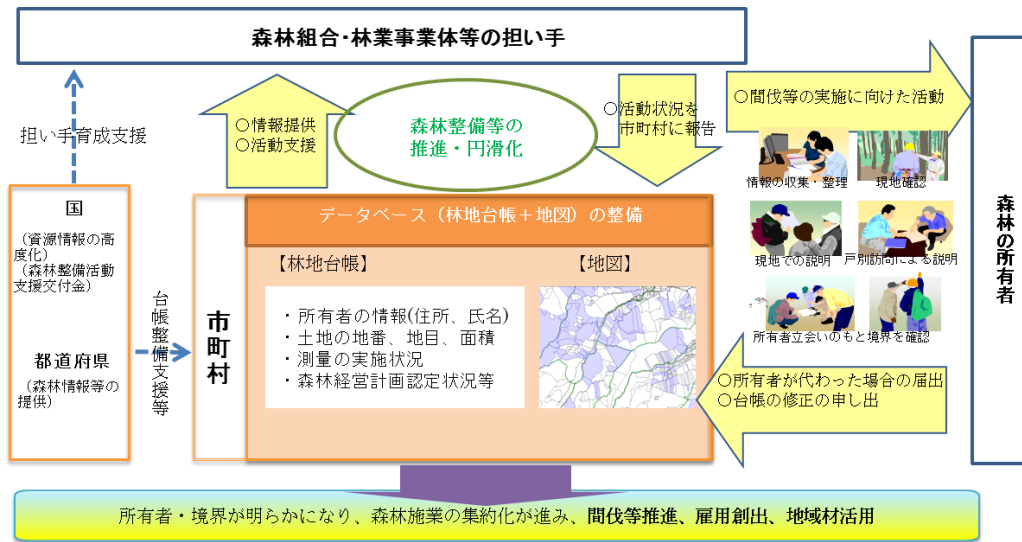 森林組合・林業事業体等の担い手
担い手育成支援
○情報提供
○活動支援
森林整備等の
推進・円滑化
○活動状況を
市町村に報告
○間伐等の実施に向けた活動
情報の収集・整理
現地確認
現地での説明
戸別訪問による説明
所有者立会いのもと境界を確認
森林の所有者
国
（資源情報の高
度化）
（森林整備活動
支援交付金）
都道府県
（森林情報等の
提供）
台帳整備支援等
市町村
データベース（林地台帳＋地図）の整備
【林地台帳】
【地図】
・所有者の情報(住所、氏名)
・土地の地番、地目、面積
・測量の実施状況
・森林経営計画認定状況等
○所有者が代わった場合の届出
○台帳の修正の申し出
所有者・境界が明らかになり、森林施業の集約化が進み、間伐等推進、雇用創出、地域材活用